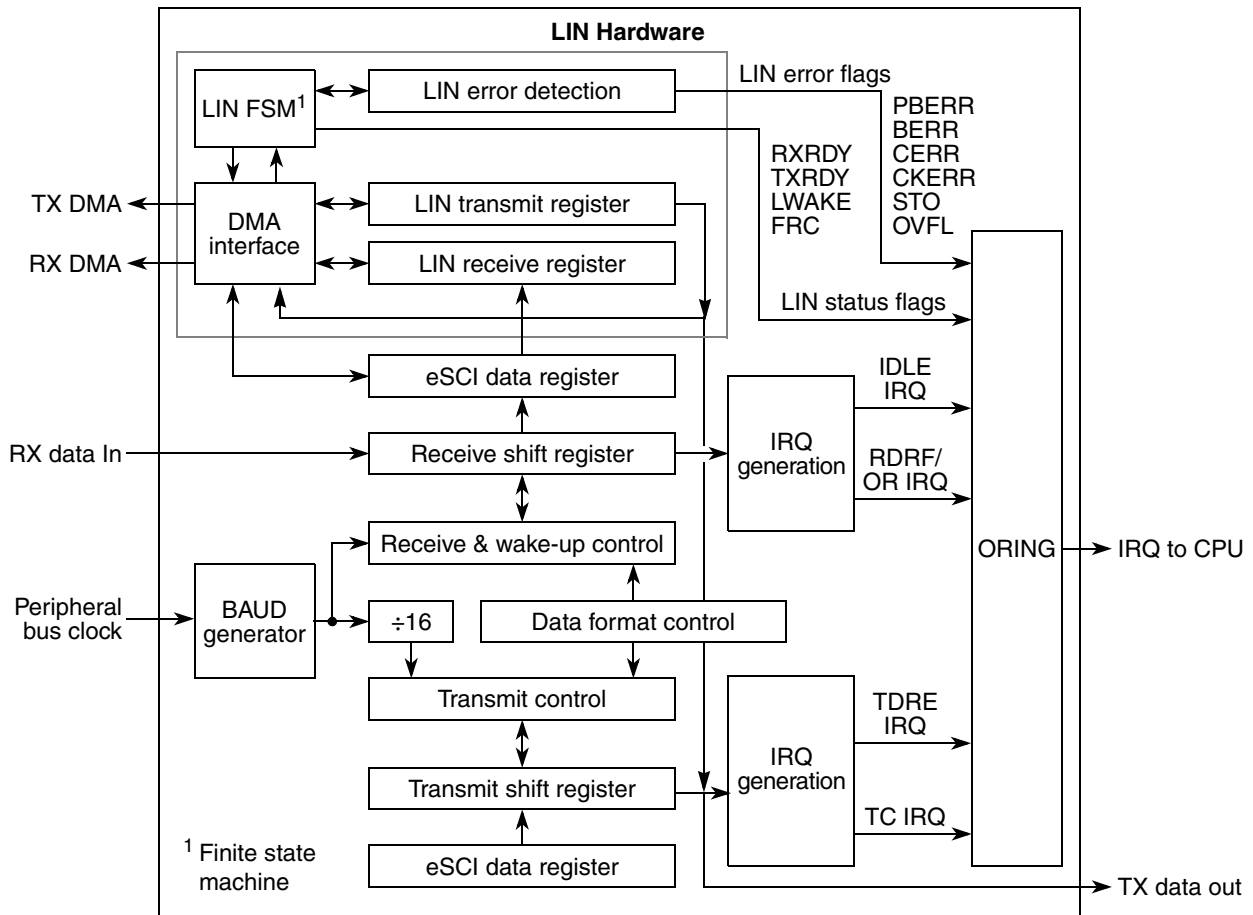 LIN Hardware
LIN FSM1
LIN error detection
LIN error flags
PBERR
BERR
CERR
CKERR
STO
OVFL
RXRDY
TXRDY
LWAKE
FRC
TX DMA
RX DMA
DMA
interface
LIN transmit register
LIN receive register
LIN status flags
eSCI data register
IDLE
IRQ
RX data In
Receive shift register
IRQ
generation
RDRF/
OR IRQ
Receive & wake-up control
ORING
IRQ to CPU
Peripheral
bus clock
BAUD
generator
÷16
Data format control
Transmit control
TDRE
IRQ
IRQ
generation
Transmit shift register
TC IRQ
1 Finite state
machine
eSCI data register
TX data out